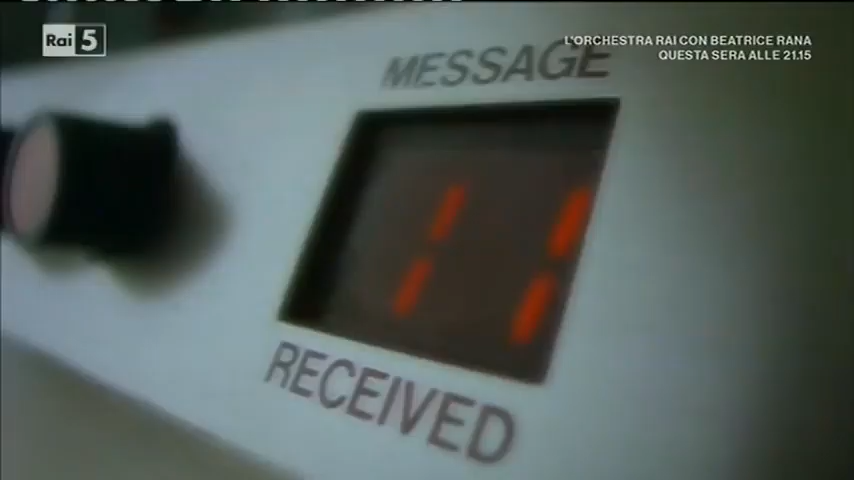 Rai 5
L'ORCHESTRA RAI CON BEATRICE RANA
QUESTA SERA ALLE 21.15
MESSAGE
11
RECEIVED